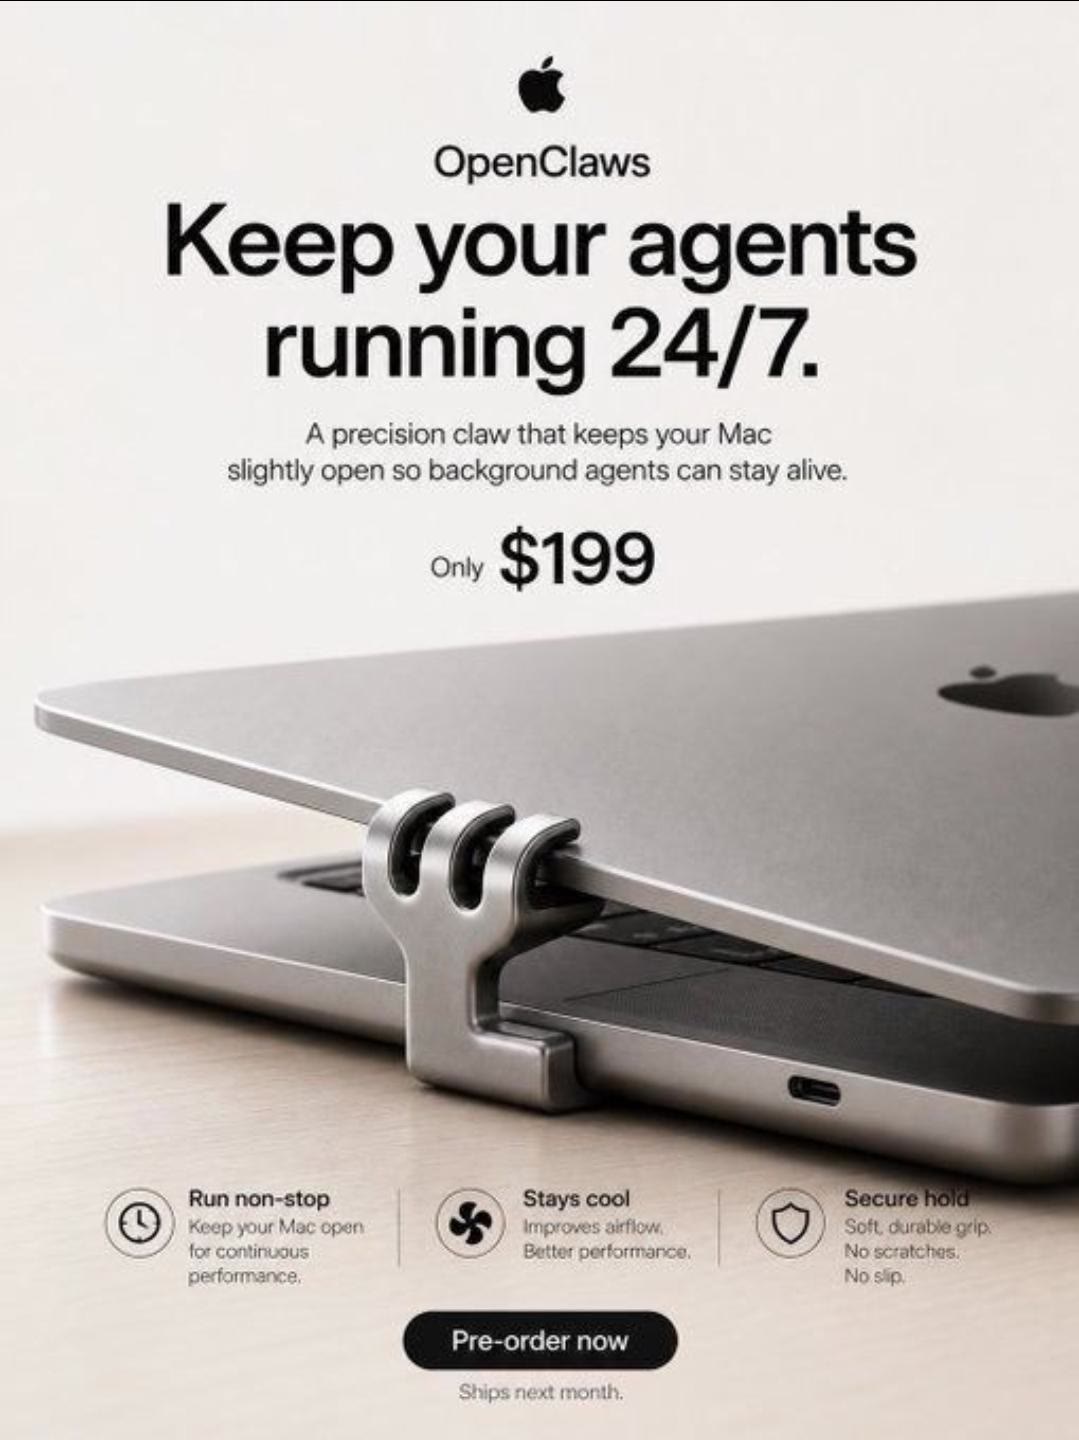 OpenClaws
Keep your agents
running 24/7.
A precision claw that keeps your Mac
slightly open so background agents can stay alive.
Only $199
Run non-stop
Keep your Mac open
for continuous
performance.
Stays cool
Improves airflow.
Better performance.
Secure hold
Soft, durable grip.
No scratches.
No slip.
Pre-order now
Ships next month.